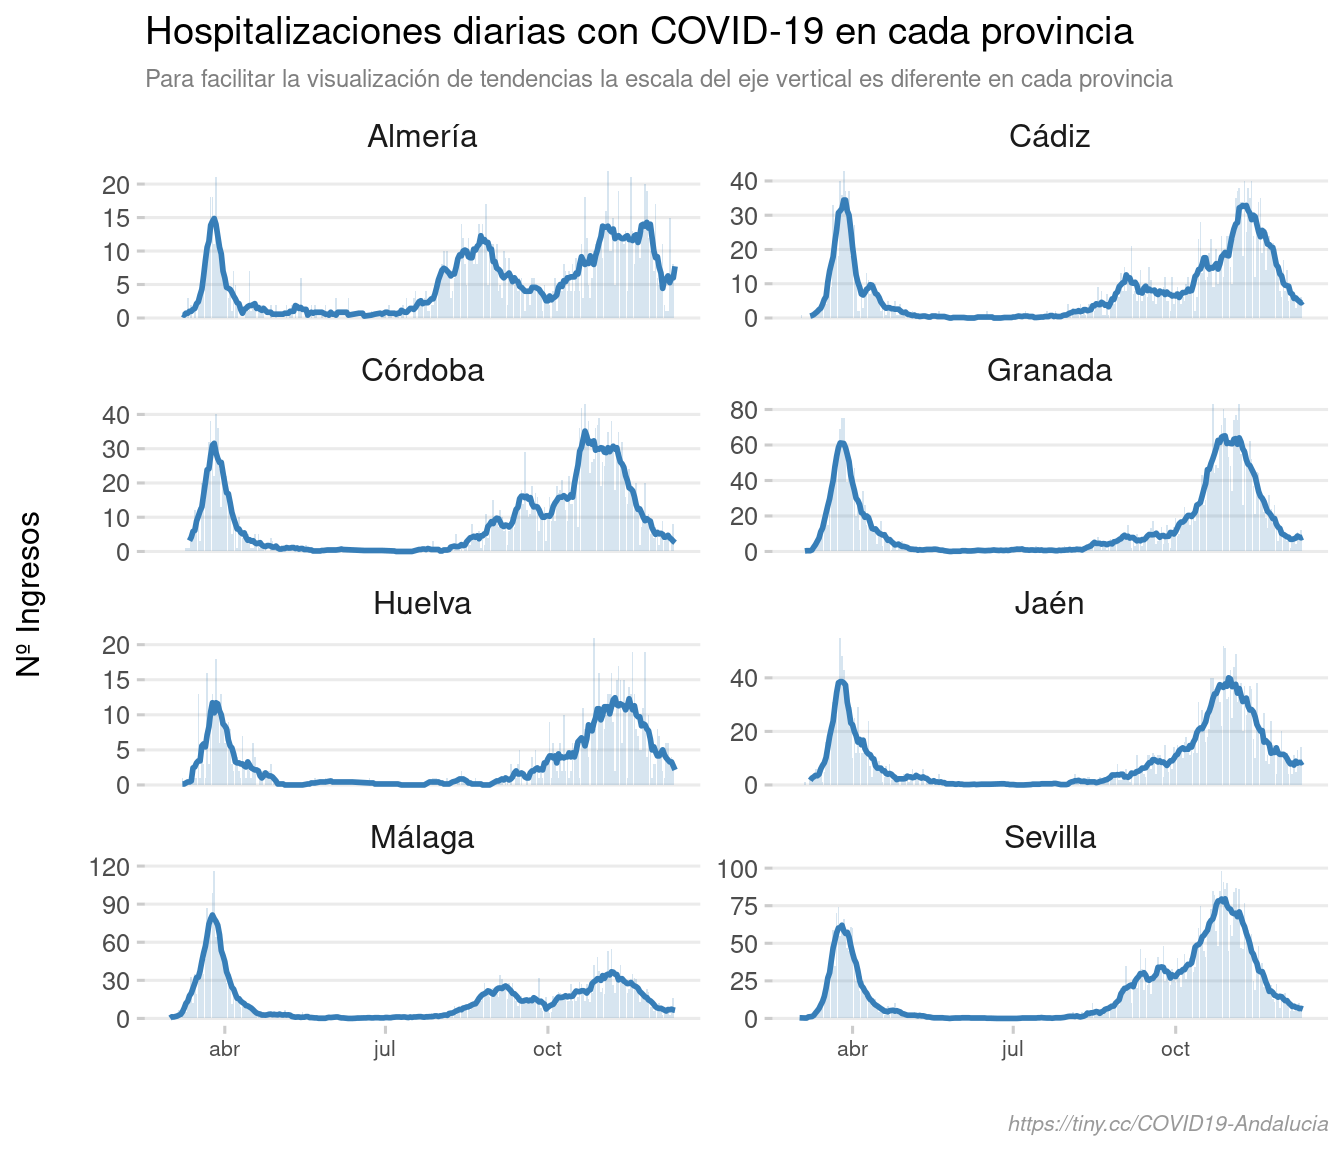 Hospitalizaciones diarias con COVID-19 en cada provincia
Para facilitar la visualización de tendencias la escala del eje vertical es diferente en cada provincia
Nº Ingresos
Almería
20
15
10
5
0
Cádiz
40
30
20
10
0
Córdoba
40
30
20
10
0
Granada
80
60
40
20
0
Huelva
20
15
10
5
0
Jaén
40
20
0
Málaga
120
90
60
30
0
abr jul oct
Sevilla
100
75
50
25
0
abr jul oct
https://tiny.cc/COVID19-Andalucia